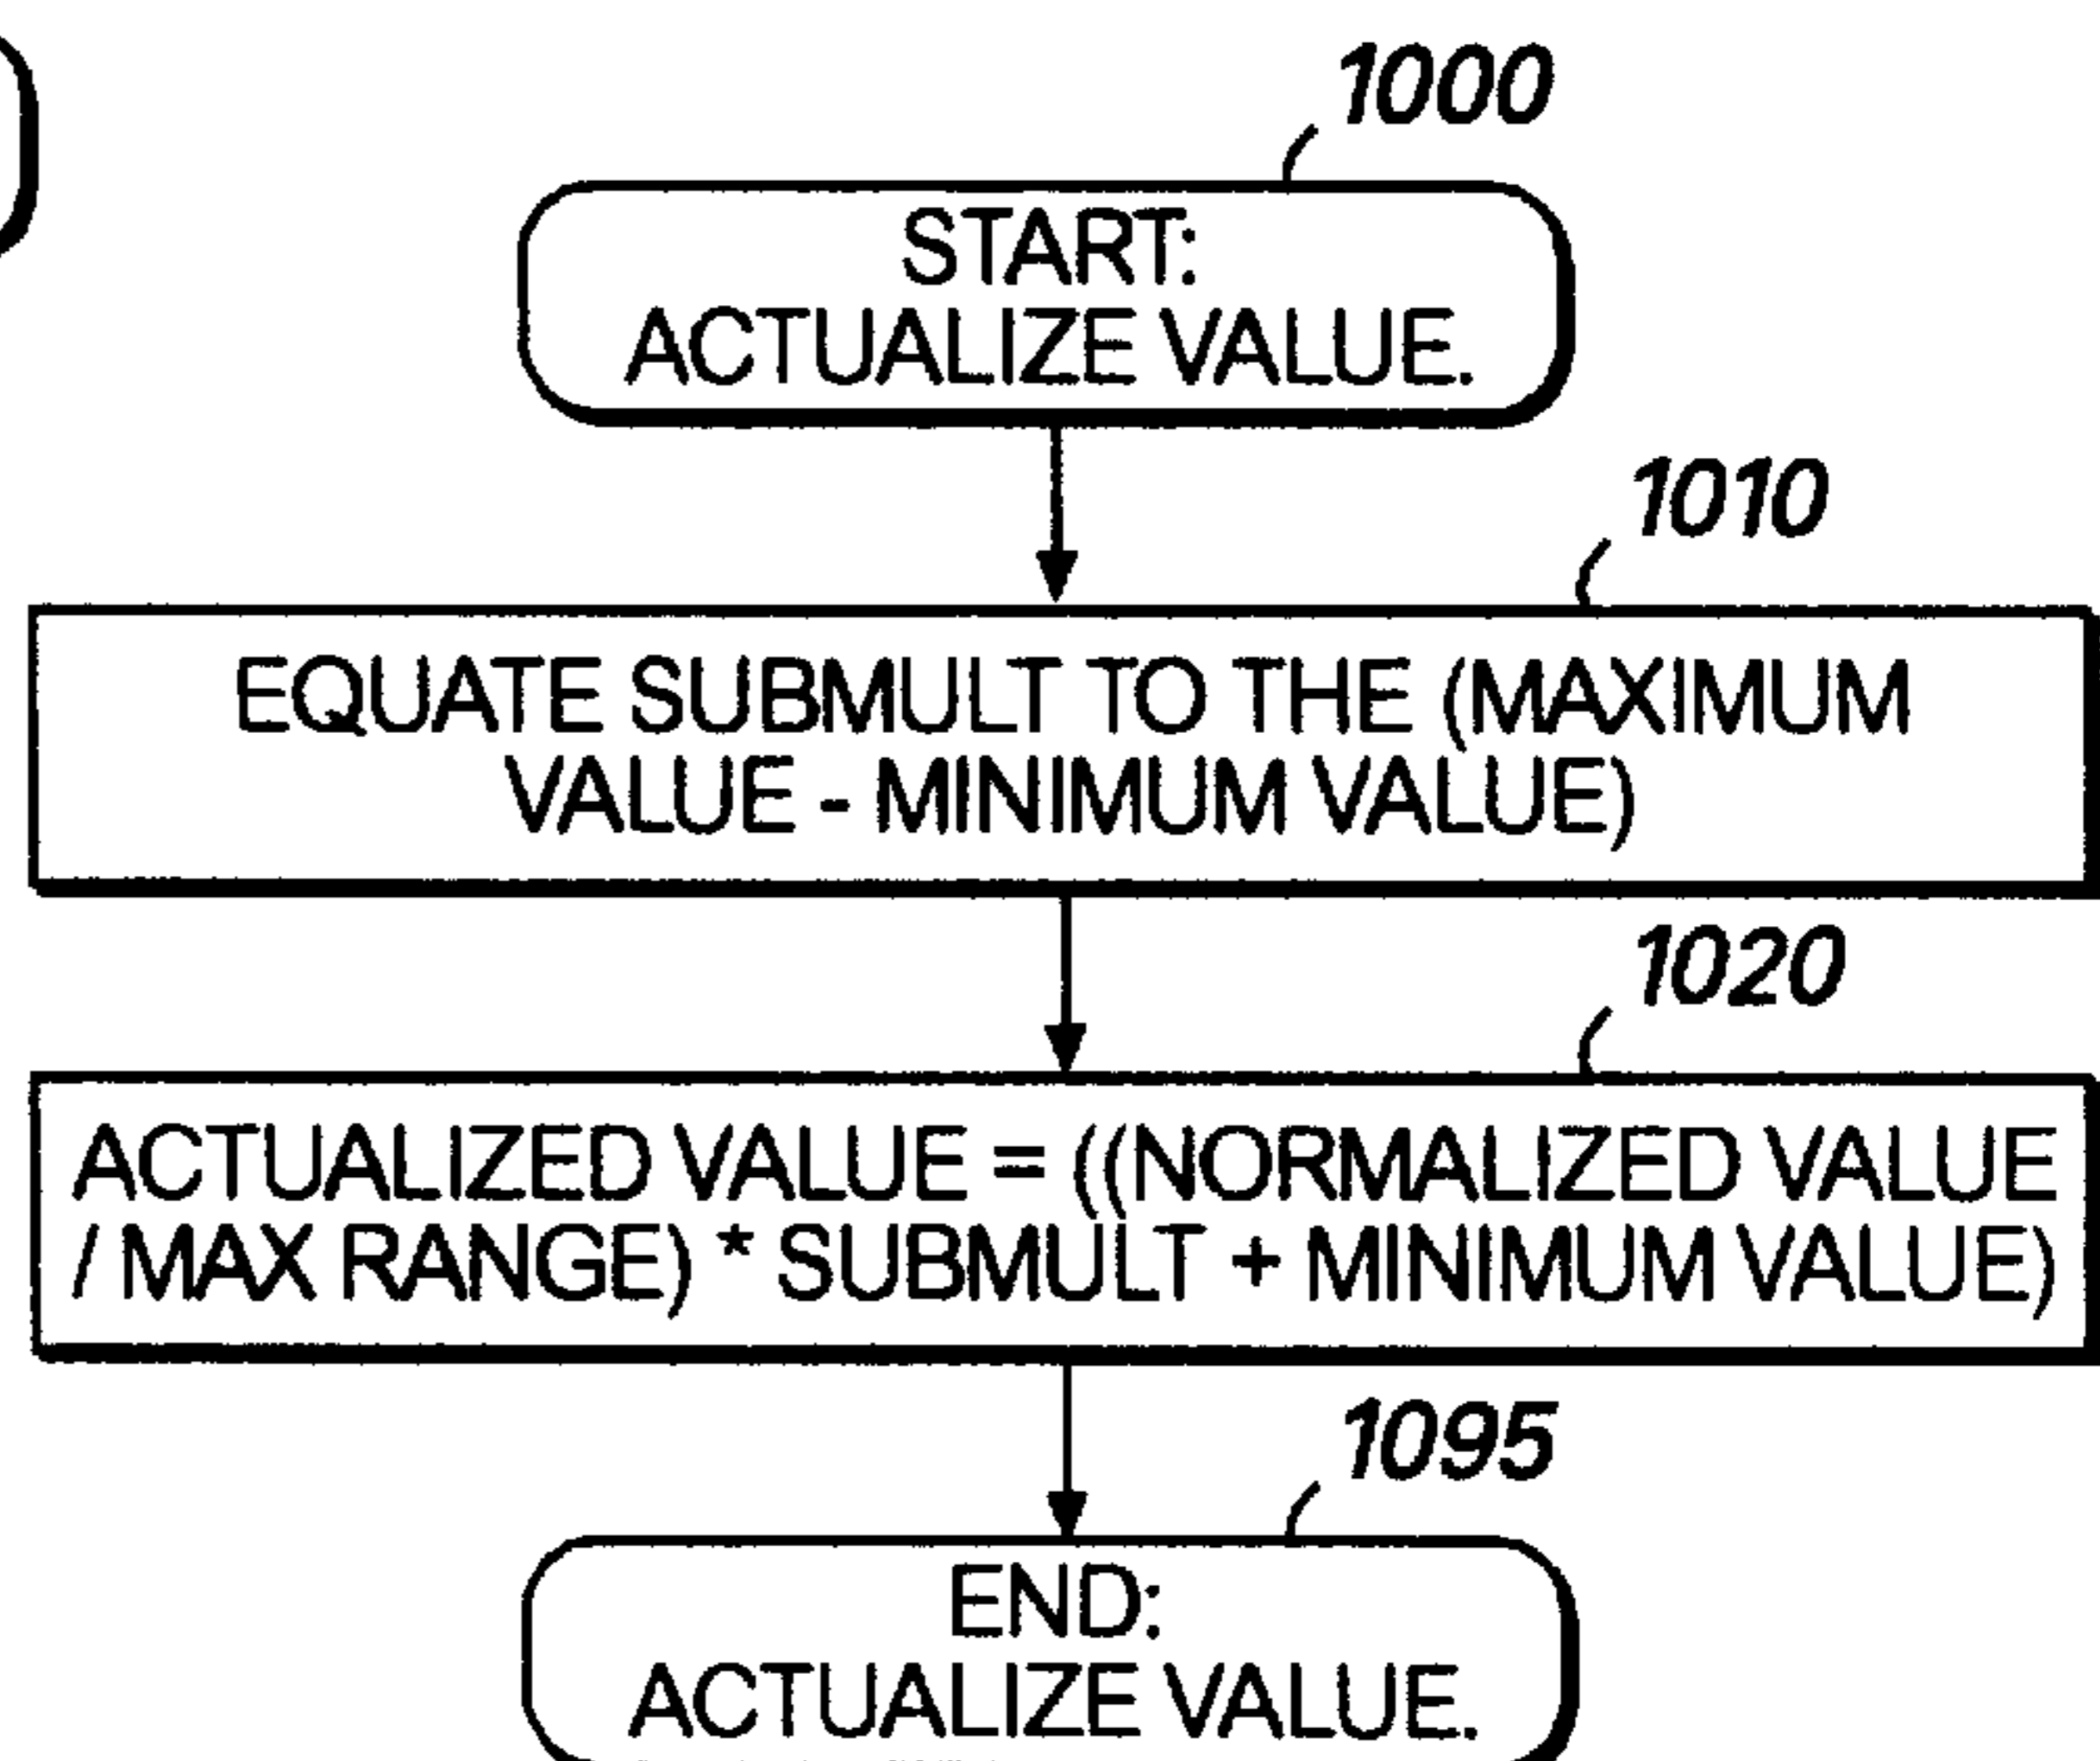 1000
START:
ACTUALIZE VALUE.
1010
EQUATE SUBMULT TO THE (MAXIMUM
VALUE - MINIMUM VALUE)
1020
ACTUALIZED VALUE = ((NORMALIZED VALUE
/ MAX RANGE) * SUBMULT + MINIMUM VALUE)
1095
END:
ACTUALIZE VALUE.